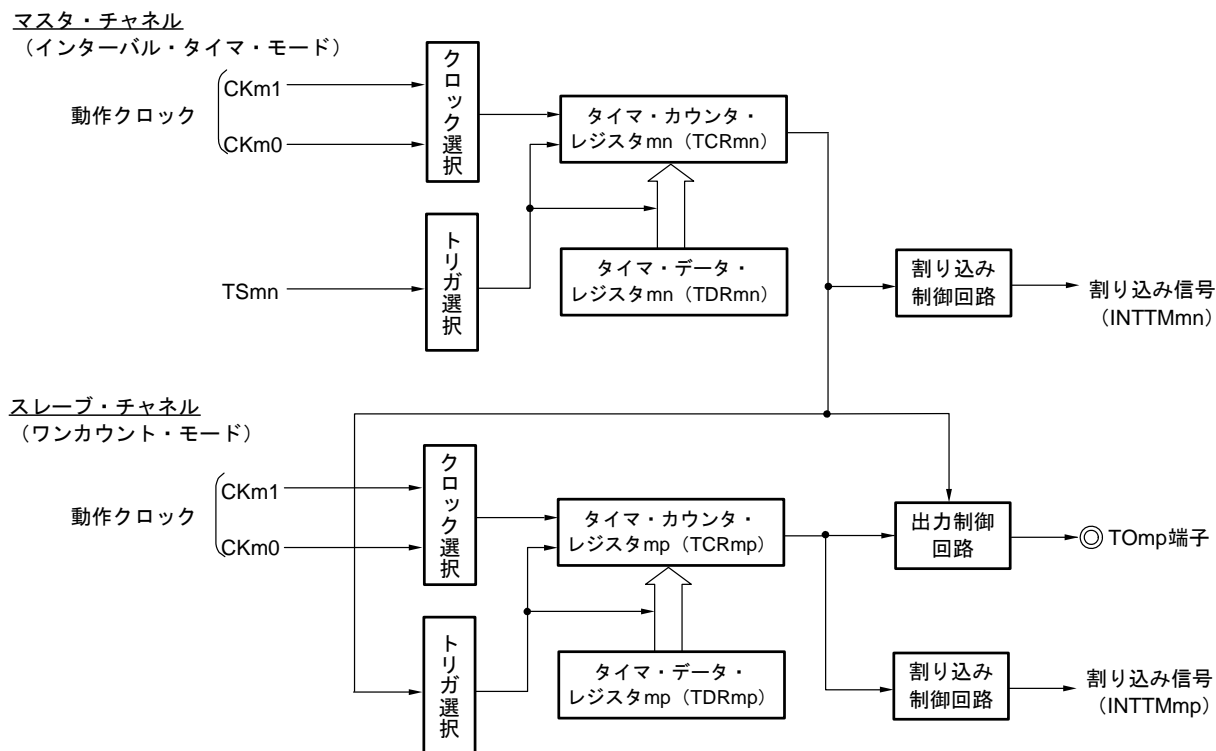 マスタ・チャネル
（インターバル・タイマ・モード）
動作クロック
CKm1
CKm0
クロック選択
タイマ・カウンタ・
レジスタmn（TCRmn）
TSmn
トリガ選択
タイマ・データ・
レジスタmn（TDRmn）
割り込み
制御回路
割り込み信号
（INTTMmn）
スレーブ・チャネル
（ワンカウント・モード）
動作クロック
CKm1
CKm0
クロック選択
タイマ・カウンタ・
レジスタmp（TCRmp）
出力制御
回路
TOmp端子
トリガ選択
タイマ・データ・
レジスタmp（TDRmp）
割り込み
制御回路
割り込み信号
（INTTMmp）